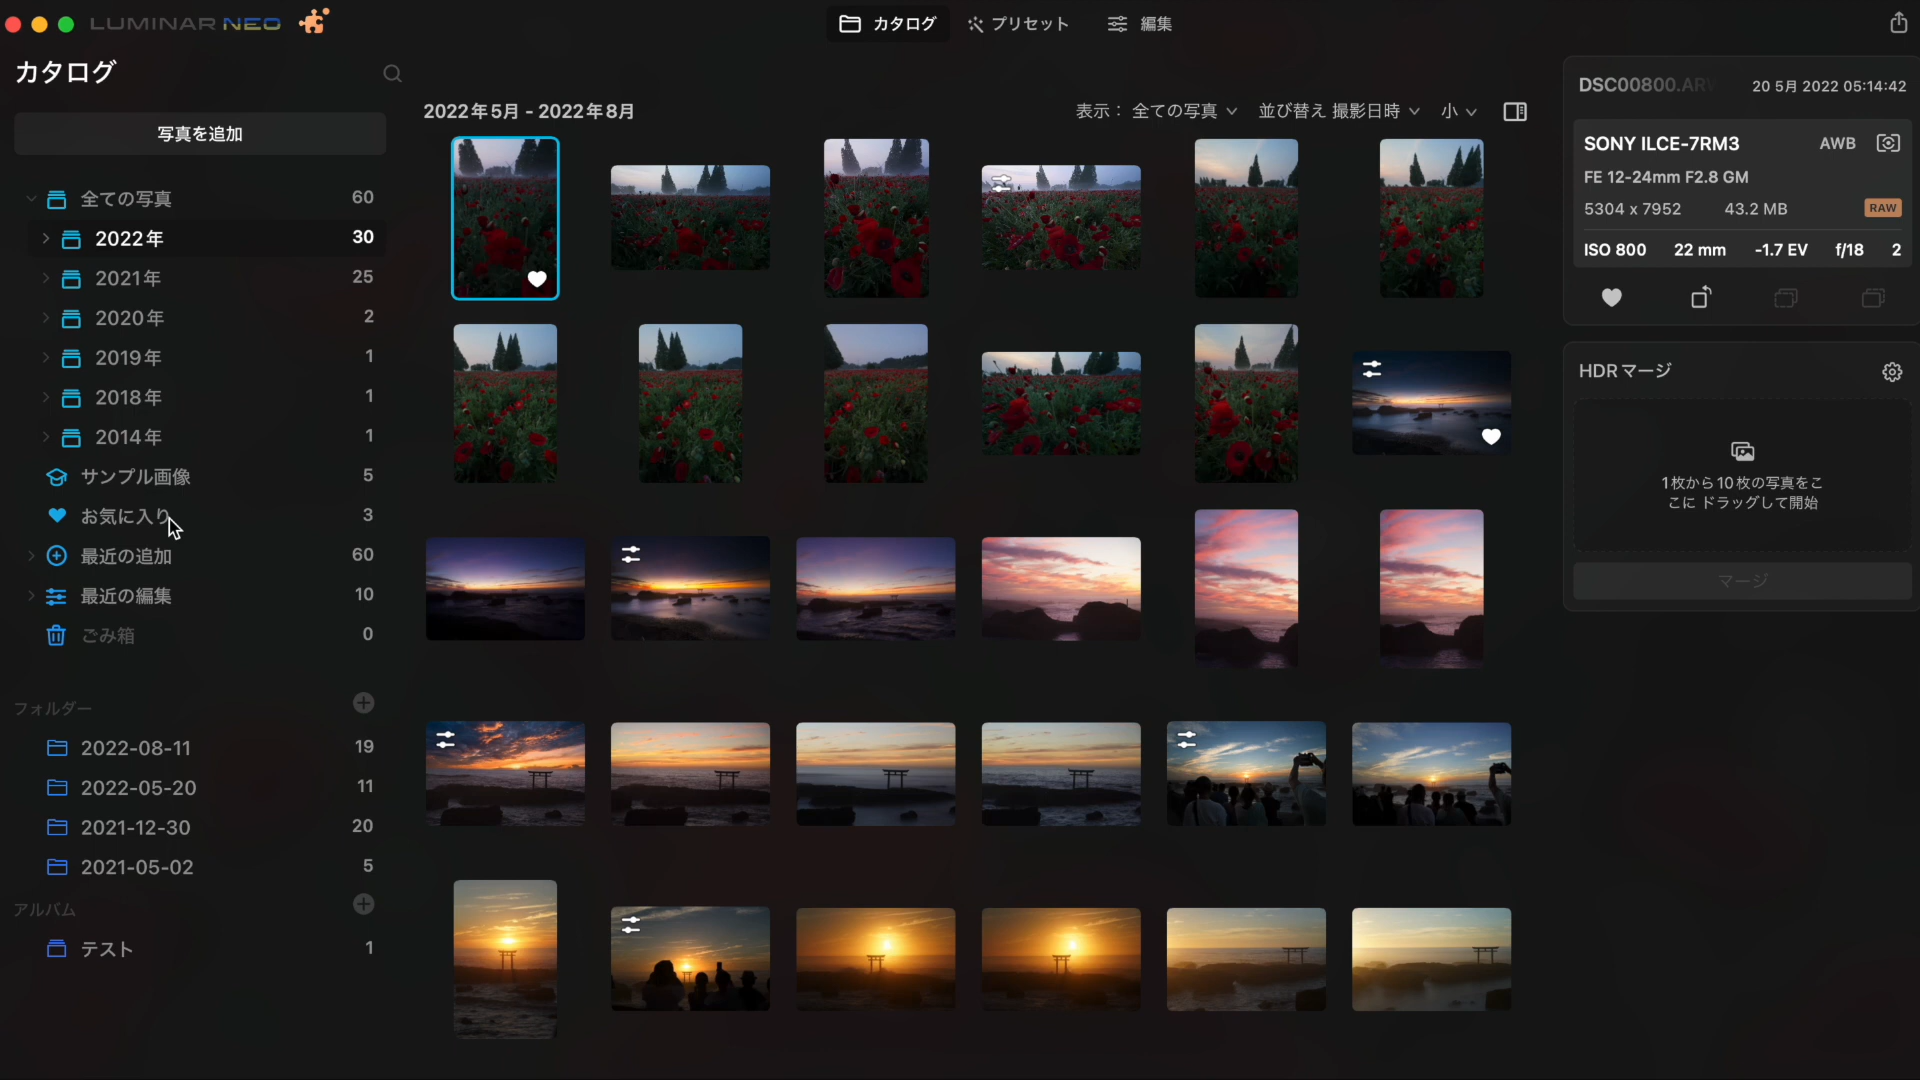 LUMINAR NEO
カタログ
プリセット
編集
カタログ
写真を追加
全ての写真 60
2022年 30
2021年 25
2020年 2
2019年 1
2018年 1
2014年 1
サンプル画像 5
お気に入り 3
最近の追加 60
最近の編集 10
ごみ箱 0
フォルダー
2022-08-11 19
2022-05-20 11
2021-12-30 20
2021-05-02 5
アルバム
テスト 1
2022年5月 - 2022年8月
表示： 全ての写真
並び替え 撮影日時
小
DSC00800.ARW 20 5月 2022 05:14:42
SONY ILCE-7RM3 AWB
FE 12-24mm F2.8 GM
5304 x 7952 43.2 MB RAW
ISO 800 22 mm -1.7 EV f/18 2
HDRマージ
1枚から10枚の写真をこ
こに ドラッグして開始
マージ